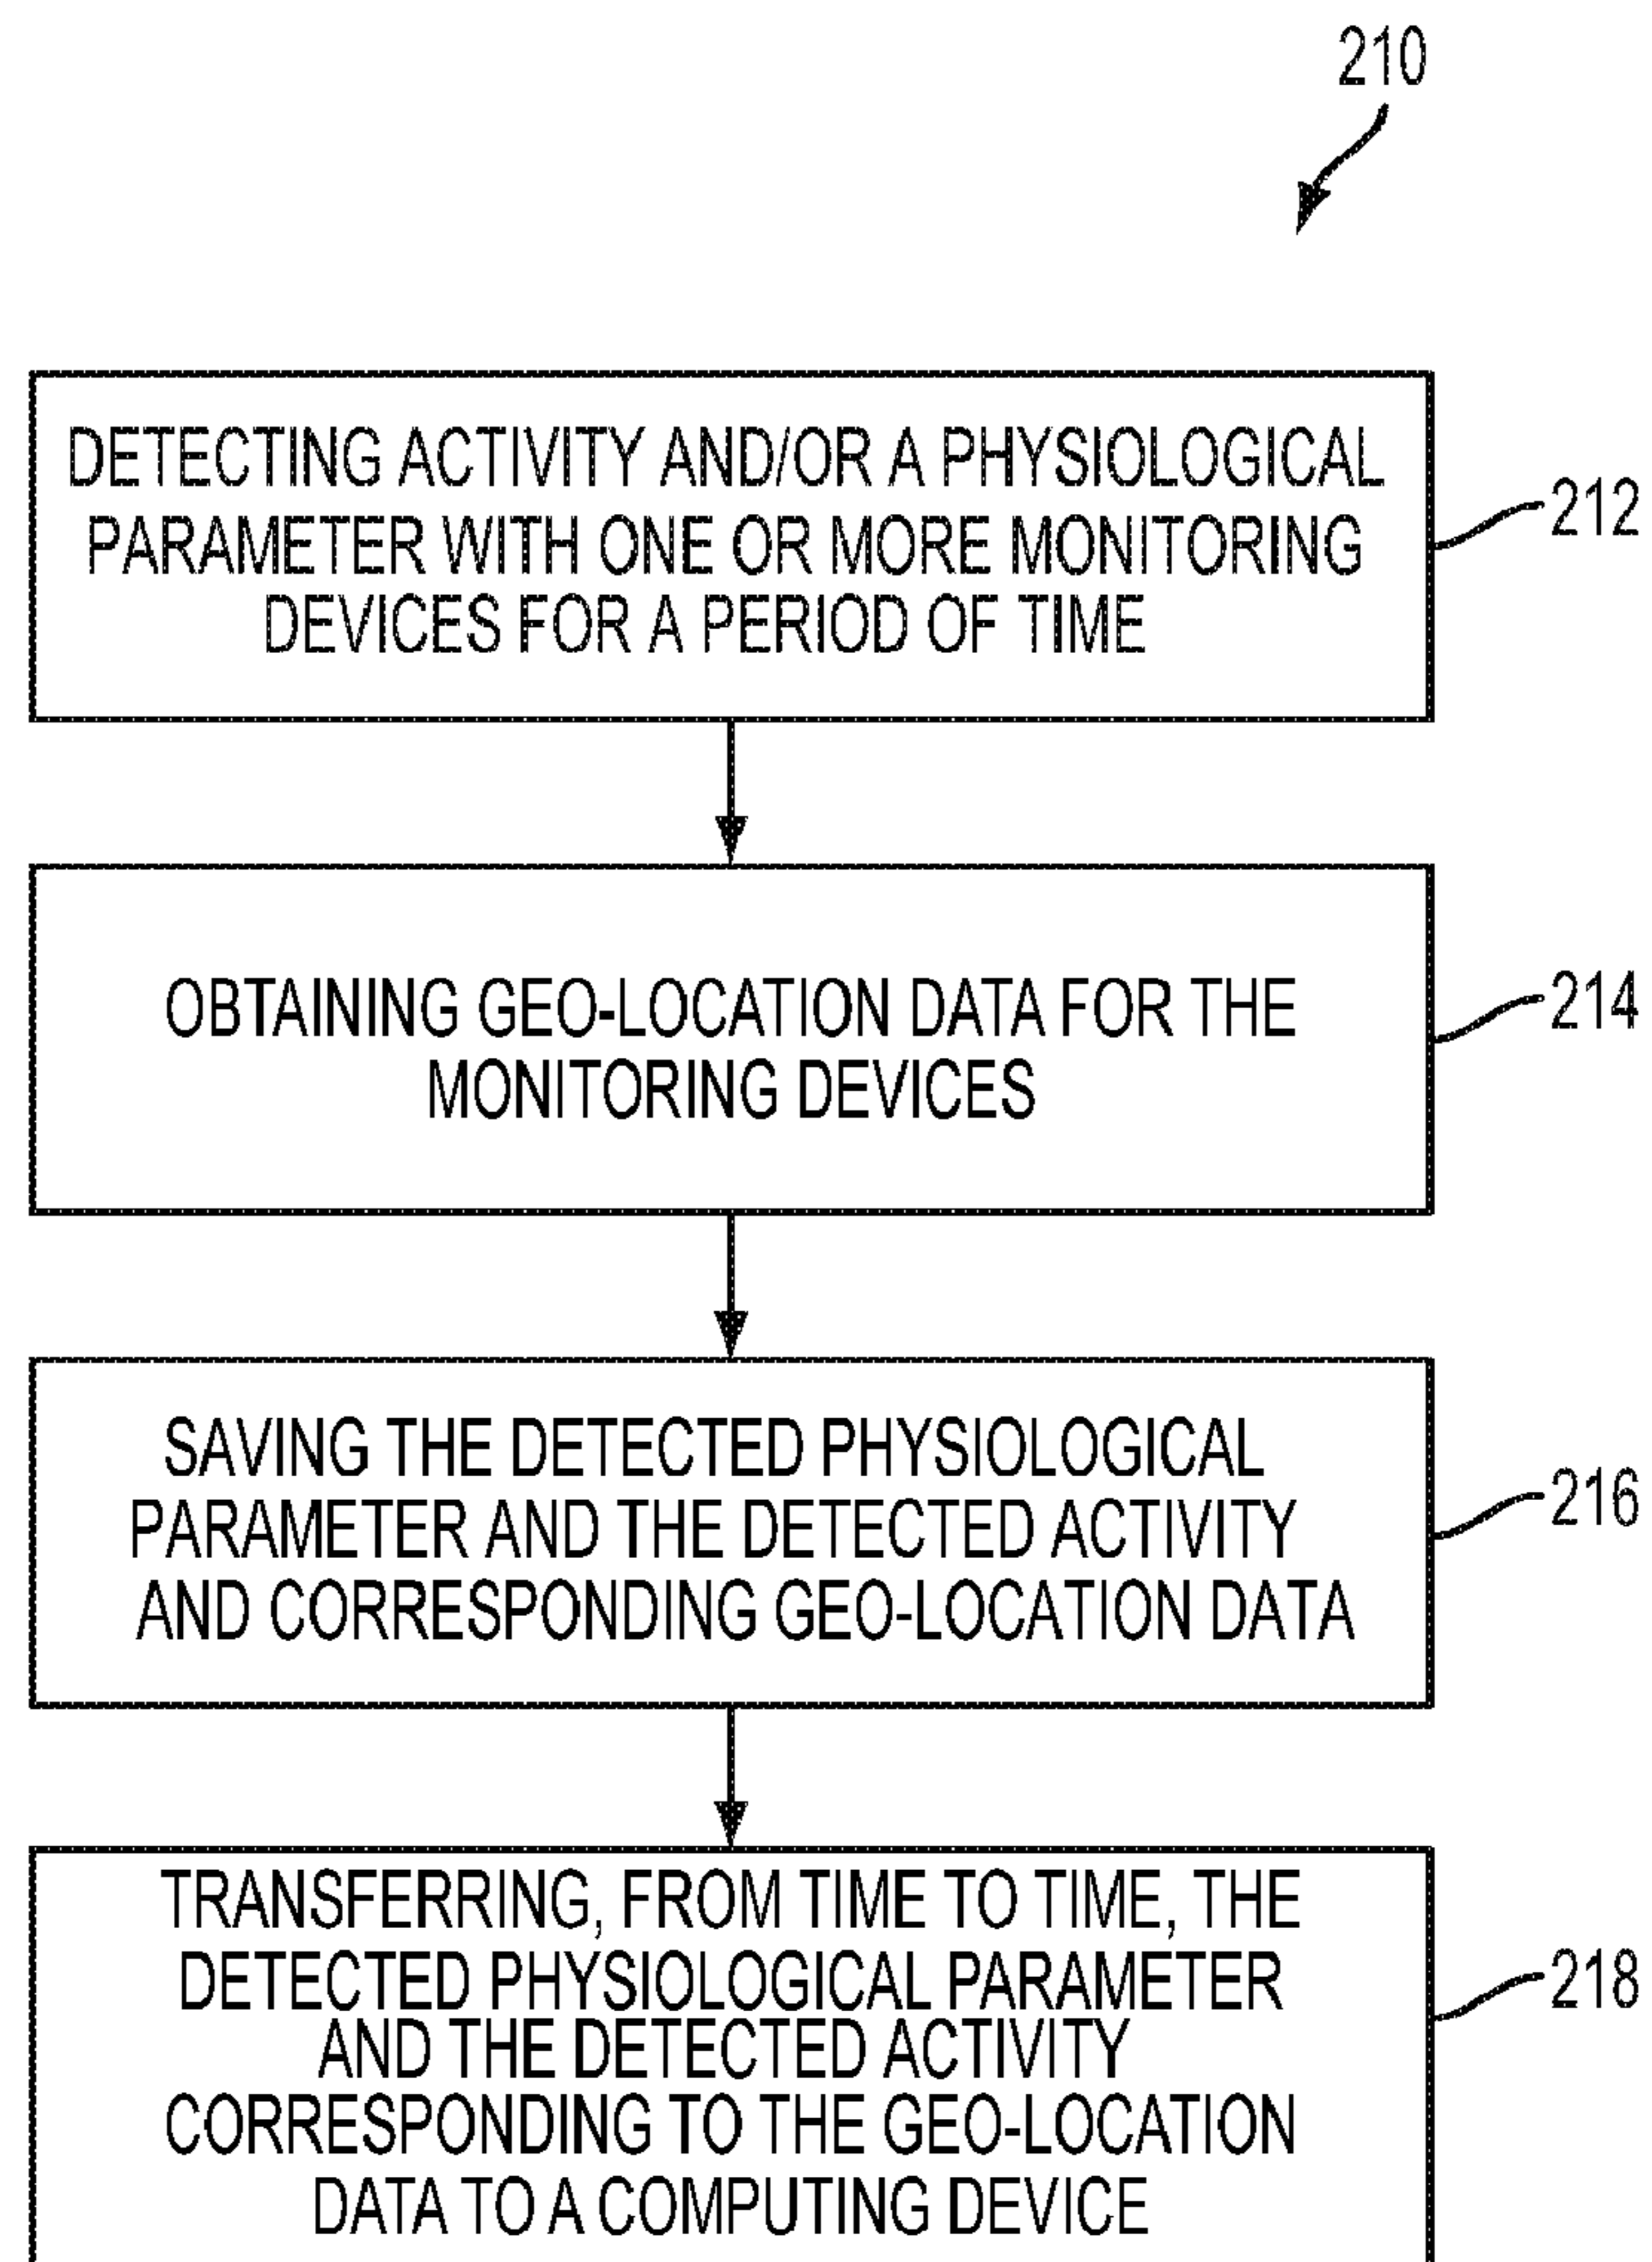 210
DETECTING ACTIVITY AND/OR A PHYSIOLOGICAL
PARAMETER WITH ONE OR MORE MONITORING
DEVICES FOR A PERIOD OF TIME
212
OBTAINING GEO-LOCATION DATA FOR THE
MONITORING DEVICES
214
SAVING THE DETECTED PHYSIOLOGICAL
PARAMETER AND THE DETECTED ACTIVITY
AND CORRESPONDING GEO-LOCATION DATA
216
TRANSFERRING, FROM TIME TO TIME, THE
DETECTED PHYSIOLOGICAL PARAMETER
AND THE DETECTED ACTIVITY
CORRESPONDING TO THE GEO-LOCATION
DATA TO A COMPUTING DEVICE
218